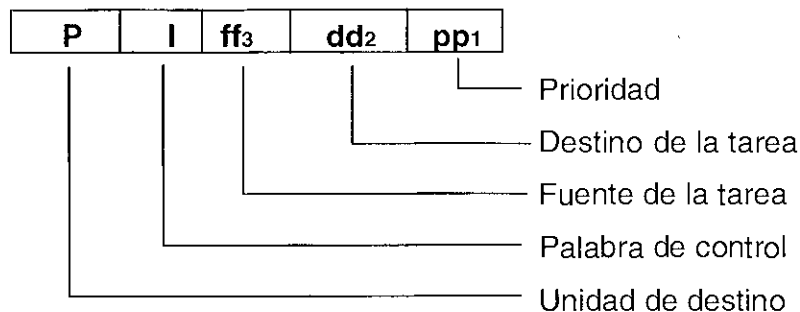 P I ff3 dd2 pp1
Prioridad
Destino de la tarea
Fuente de la tarea
Palabra de control
Unidad de destino